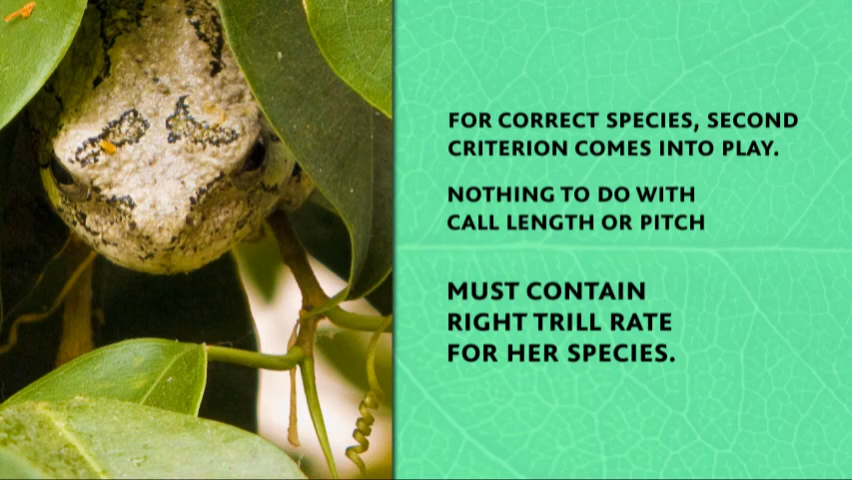 FOR CORRECT SPECIES, SECOND
CRITERION COMES INTO PLAY.
NOTHING TO DO WITH
CALL LENGTH OR PITCH
MUST CONTAIN
RIGHT TRILL RATE
FOR HER SPECIES.